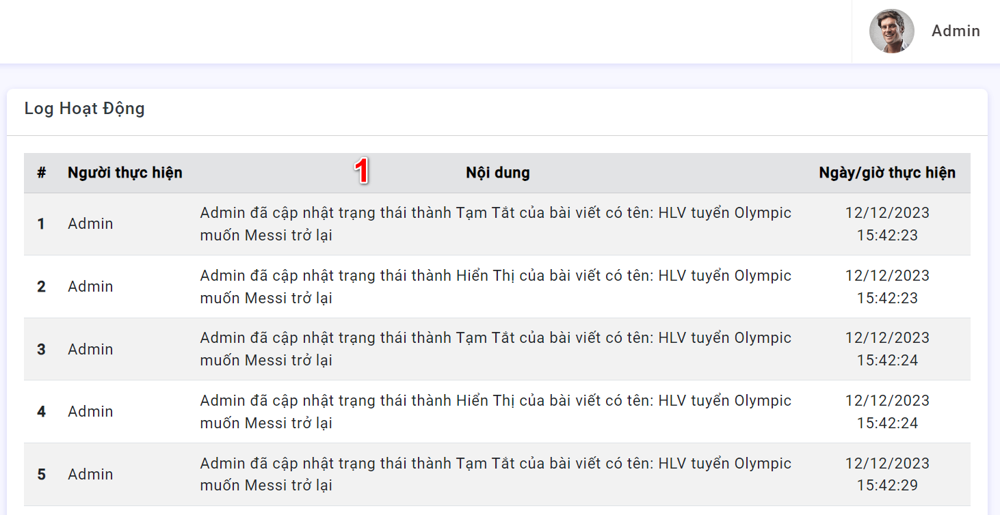 Admin
Log Hoạt Động
# Người thực hiện 1 Nội dung Ngày/giờ thực hiện
1 Admin Admin đã cập nhật trạng thái thành Tạm Tắt của bài viết có tên: HLV tuyển Olympic 12/12/2023
muốn Messi trở lại 15:42:23
2 Admin Admin đã cập nhật trạng thái thành Hiển Thị của bài viết có tên: HLV tuyển Olympic 12/12/2023
muốn Messi trở lại 15:42:23
3 Admin Admin đã cập nhật trạng thái thành Tạm Tắt của bài viết có tên: HLV tuyển Olympic 12/12/2023
muốn Messi trở lại 15:42:24
4 Admin Admin đã cập nhật trạng thái thành Hiển Thị của bài viết có tên: HLV tuyển Olympic 12/12/2023
muốn Messi trở lại 15:42:24
5 Admin Admin đã cập nhật trạng thái thành Tạm Tắt của bài viết có tên: HLV tuyển Olympic 12/12/2023
muốn Messi trở lại 15:42:29